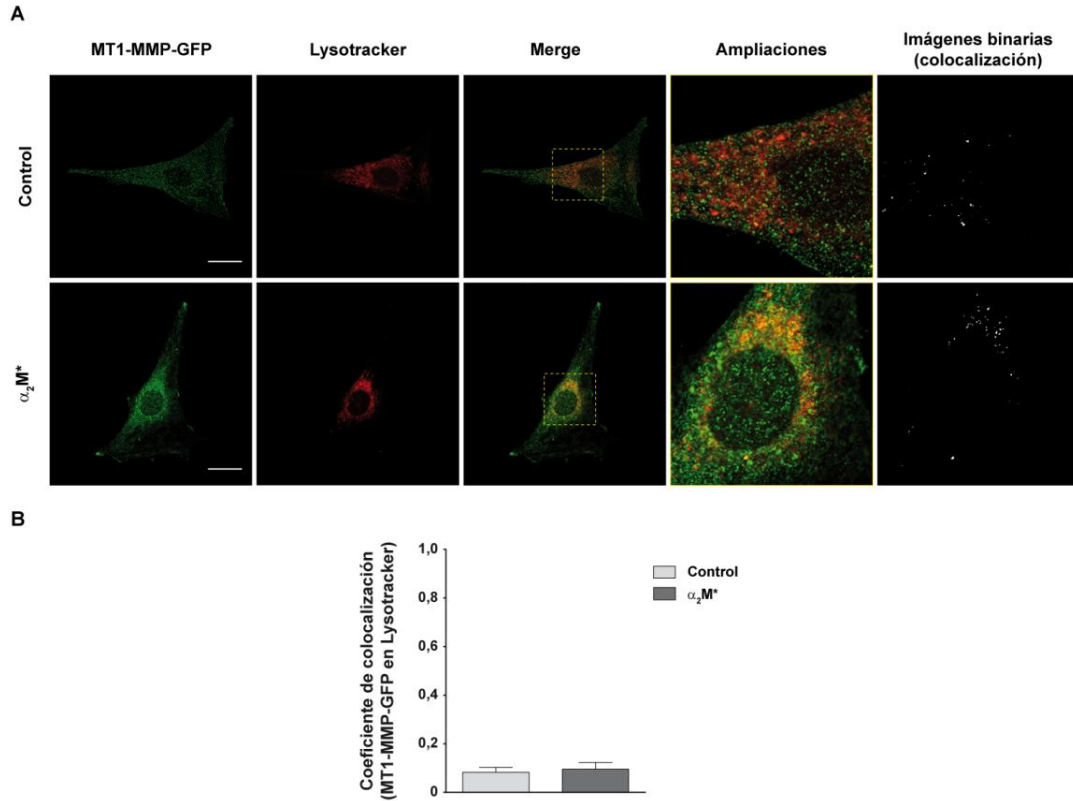 A
MT1-MMP-GFP
Lysotracker
Merge
Ampliaciones
Imágenes binarias
(colocalización)
Control
α₂M*
B
Coeficiente de colocalización
(MT1-MMP-GFP en Lysotracker)
1,0
0,8
0,6
0,4
0,2
0
Control
α₂M*